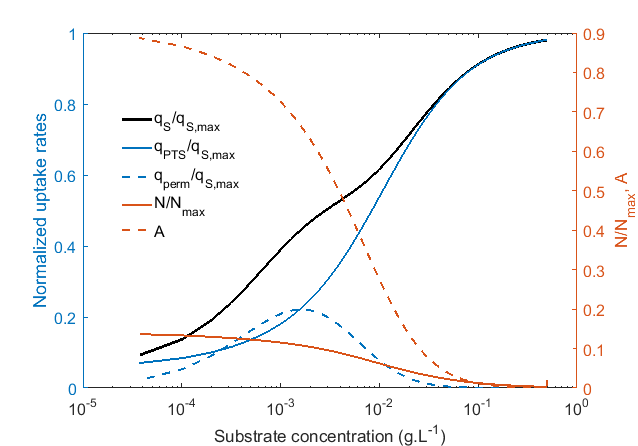 1
0.8
0.6
0.4
0.2
0
Normalized uptake rates
q_S/q_S,max
q_PTS/q_S,max
q_perm/q_S,max
N/N_max
A
0.9
0.8
0.7
0.6
0.5
0.4
0.3
0.2
0.1
0
N/N_max, A
10^-5
10^-4
10^-3
10^-2
10^-1
10^0
Substrate concentration (g.L^-1)